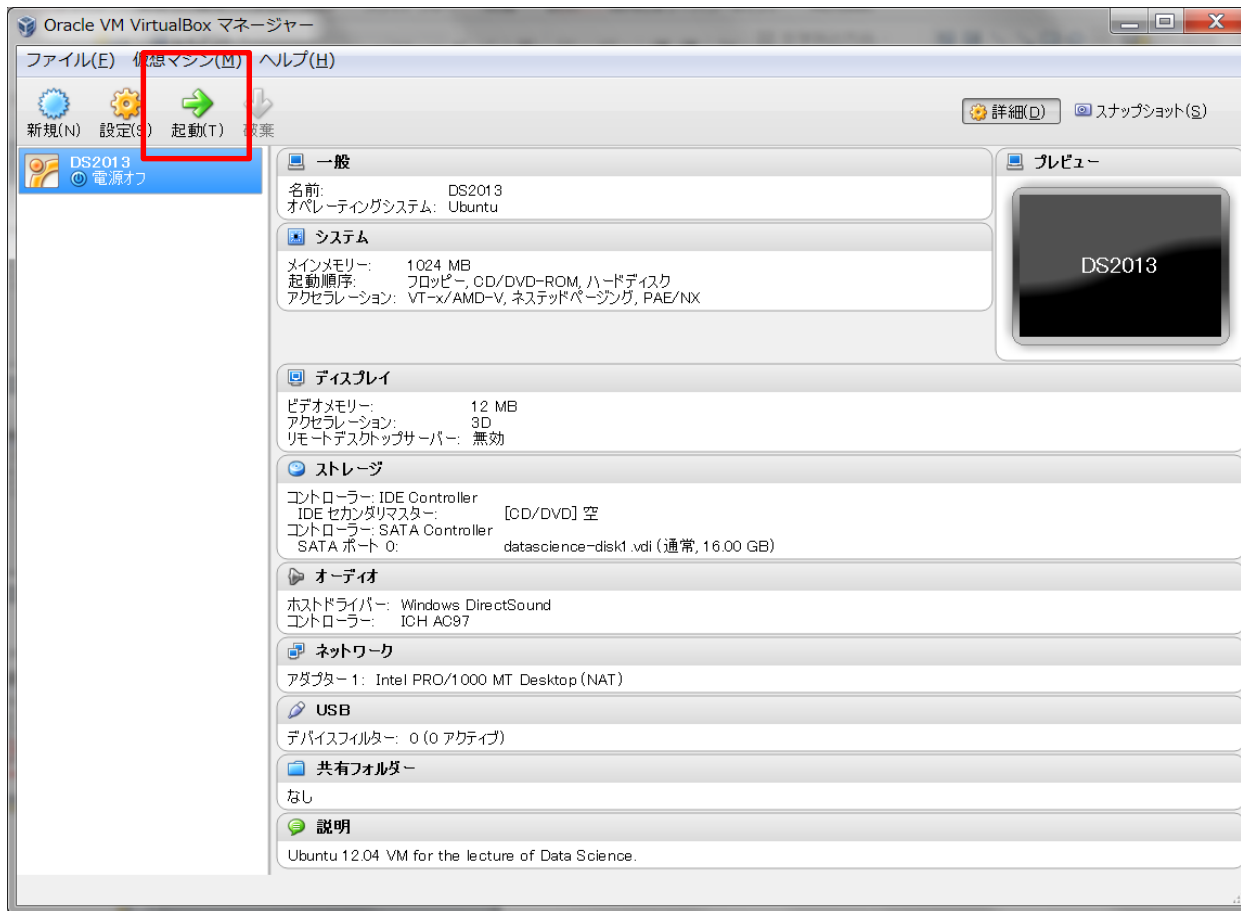 Oracle VM VirtualBox マネージャー
ファイル(F) 仮想マシン(M) ヘルプ(H)
新規(N) 設定(S) 起動(T) 破棄
詳細(D) スナップショット(S)
DS2013
電源オフ
一般
名前: DS2013
オペレーティングシステム: Ubuntu
プレビュー
DS2013
システム
メインメモリー: 1024 MB
起動順序: フロッピー, CD/DVD-ROM, ハードディスク
アクセラレーション: VT-x/AMD-V, ネステッドページング, PAE/NX
ディスプレイ
ビデオメモリー: 12 MB
アクセラレーション: 3D
リモートデスクトップサーバー: 無効
ストレージ
コントローラー: IDE Controller
IDE セカンダリマスター: [CD/DVD] 空
コントローラー: SATA Controller
SATA ポート 0: datascience-disk1.vdi (通常, 16.00 GB)
オーディオ
ホストドライバー: Windows DirectSound
コントローラー: ICH AC97
ネットワーク
アダプター 1: Intel PRO/1000 MT Desktop (NAT)
USB
デバイスフィルター: 0 (0 アクティブ)
共有フォルダー
なし
説明
Ubuntu 12.04 VM for the lecture of Data Science.